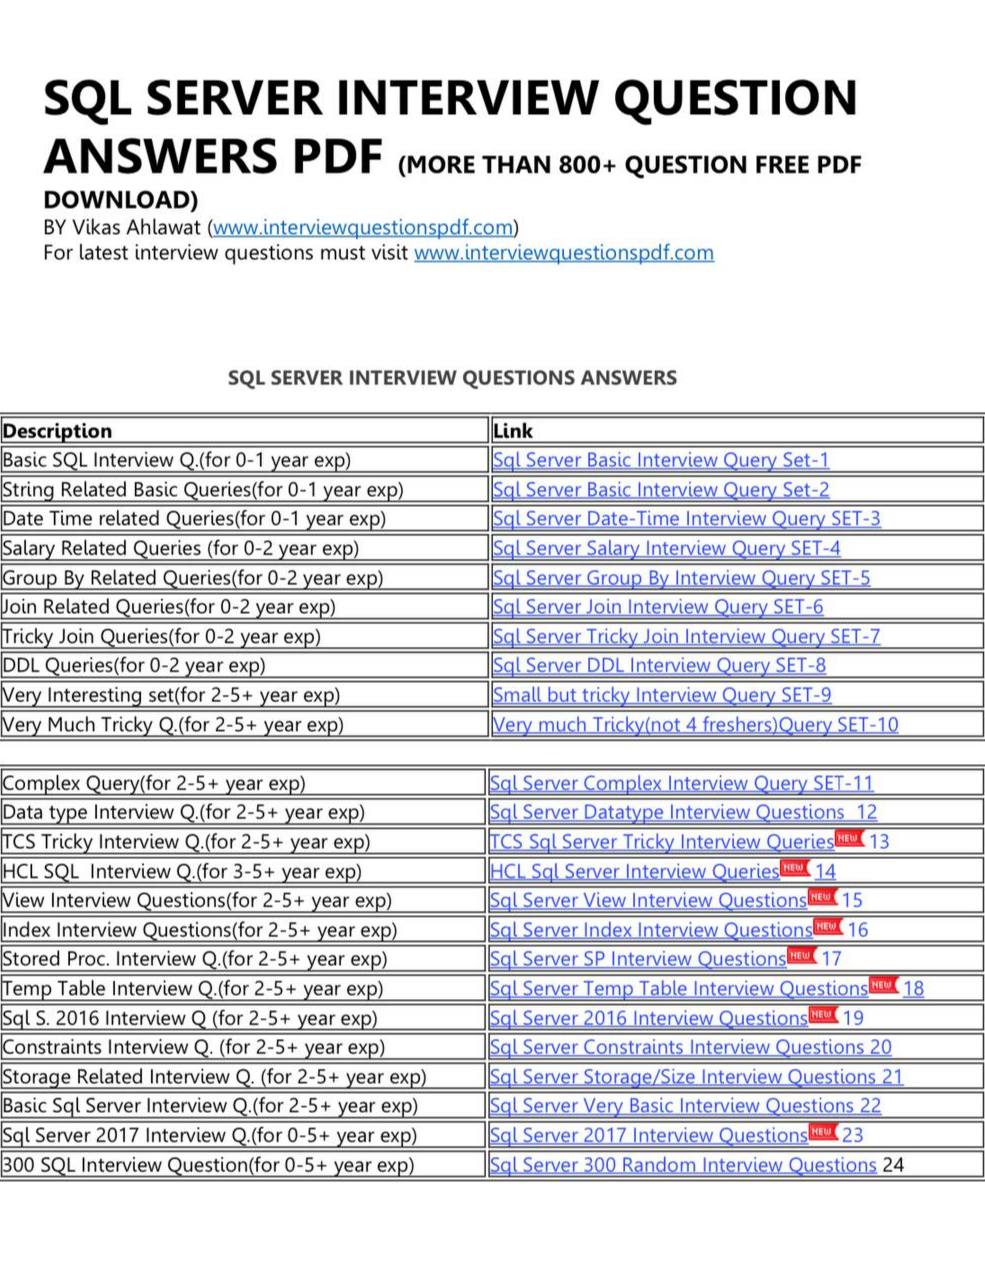 SQL SERVER INTERVIEW QUESTION
ANSWERS PDF (MORE THAN 800+ QUESTION FREE PDF
DOWNLOAD)
BY Vikas Ahlawat (www.interviewquestionspdf.com)
For latest interview questions must visit www.interviewquestionspdf.com
SQL SERVER INTERVIEW QUESTIONS ANSWERS
Description Link
Basic SQL Interview Q.(for 0-1 year exp) Sql Server Basic Interview Query Set-1
String Related Basic Queries(for 0-1 year exp) Sql Server Basic Interview Query Set-2
Date Time related Queries(for 0-1 year exp) Sql Server Date-Time Interview Query SET-3
Salary Related Queries (for 0-2 year exp) Sql Server Salary Interview Query SET-4
Group By Related Queries(for 0-2 year exp) Sql Server Group By Interview Query SET-5
Join Related Queries(for 0-2 year exp) Sql Server Join Interview Query SET-6
Tricky Join Queries(for 0-2 year exp) Sql Server Tricky Join Interview Query SET-7
DDL Queries(for 0-2 year exp) Sql Server DDL Interview Query SET-8
Very Interesting set(for 2-5+ year exp) Small but tricky Interview Query SET-9
Very Much Tricky Q.(for 2-5+ year exp) Very much Tricky(not 4 freshers)Query SET-10
Complex Query(for 2-5+ year exp) Sql Server Complex Interview Query SET-11
Data type Interview Q.(for 2-5+ year exp) Sql Server Datatype Interview Questions 12
TCS Tricky Interview Q.(for 2-5+ year exp) TCS Sql Server Tricky Interview Queries NEW 13
HCL SQL Interview Q.(for 3-5+ year exp) HCL Sql Server Interview Queries NEW 14
View Interview Questions(for 2-5+ year exp) Sql Server View Interview Questions NEW 15
Index Interview Questions(for 2-5+ year exp) Sql Server Index Interview Questions NEW 16
Stored Proc. Interview Q.(for 2-5+ year exp) Sql Server SP Interview Questions NEW 17
Temp Table Interview Q.(for 2-5+ year exp) Sql Server Temp Table Interview Questions NEW 18
Sql S. 2016 Interview Q (for 2-5+ year exp) Sql Server 2016 Interview Questions NEW 19
Constraints Interview Q. (for 2-5+ year exp) Sql Server Constraints Interview Questions 20
Storage Related Interview Q. (for 2-5+ year exp) Sql Server Storage/Size Interview Questions 21
Basic Sql Server Interview Q.(for 2-5+ year exp) Sql Server Very Basic Interview Questions 22
Sql Server 2017 Interview Q.(for 0-5+ year exp) Sql Server 2017 Interview Questions NEW 23
300 SQL Interview Question(for 0-5+ year exp) Sql Server 300 Random Interview Questions 24